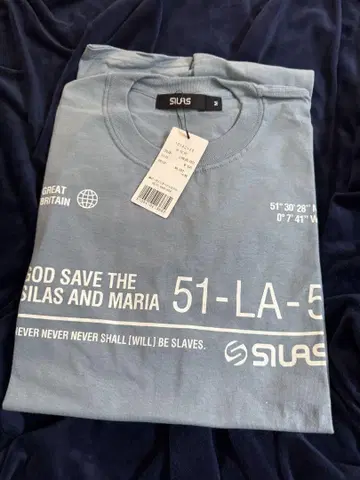 SILAS
M
GREAT
BRITAIN
51° 30' 28" N
0° 7' 41" W
GOD SAVE THE
SILAS AND MARIA
51-LA-5
NEVER NEVER NEVER SHALL [WILL] BE SLAVES.
SILAS